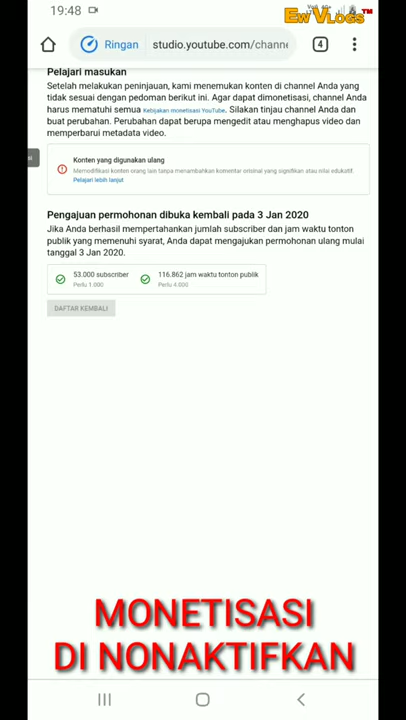 19:48
EW VLOGS™
Ringan
studio.youtube.com/channe
4
Pelajari masukan
Setelah melakukan peninjauan, kami menemukan konten di channel Anda yang
tidak sesuai dengan pedoman berikut ini. Agar dapat dimonetisasi, channel Anda
harus mematuhi semua Kebijakan monetisasi YouTube. Silakan tinjau channel Anda dan
buat perubahan. Perubahan dapat berupa mengedit atau menghapus video dan
memperbarui metadata video.
Konten yang digunakan ulang
Memodifikasi konten orang lain tanpa menambahkan komentar orisinal yang signifikan atau nilai edukatif
Pelajari lebih lanjut
Pengajuan permohonan dibuka kembali pada 3 Jan 2020
Jika Anda berhasil mempertahankan jumlah subscriber dan jam waktu tonton
publik yang memenuhi syarat, Anda dapat mengajukan permohonan ulang mulai
tanggal 3 Jan 2020.
53.000 subscriber
Perlu 1.000
116.862 jam waktu tonton publik
Perlu 4.000
DAFTAR KEMBALI
MONETISASI
DI NONAKTIFKAN